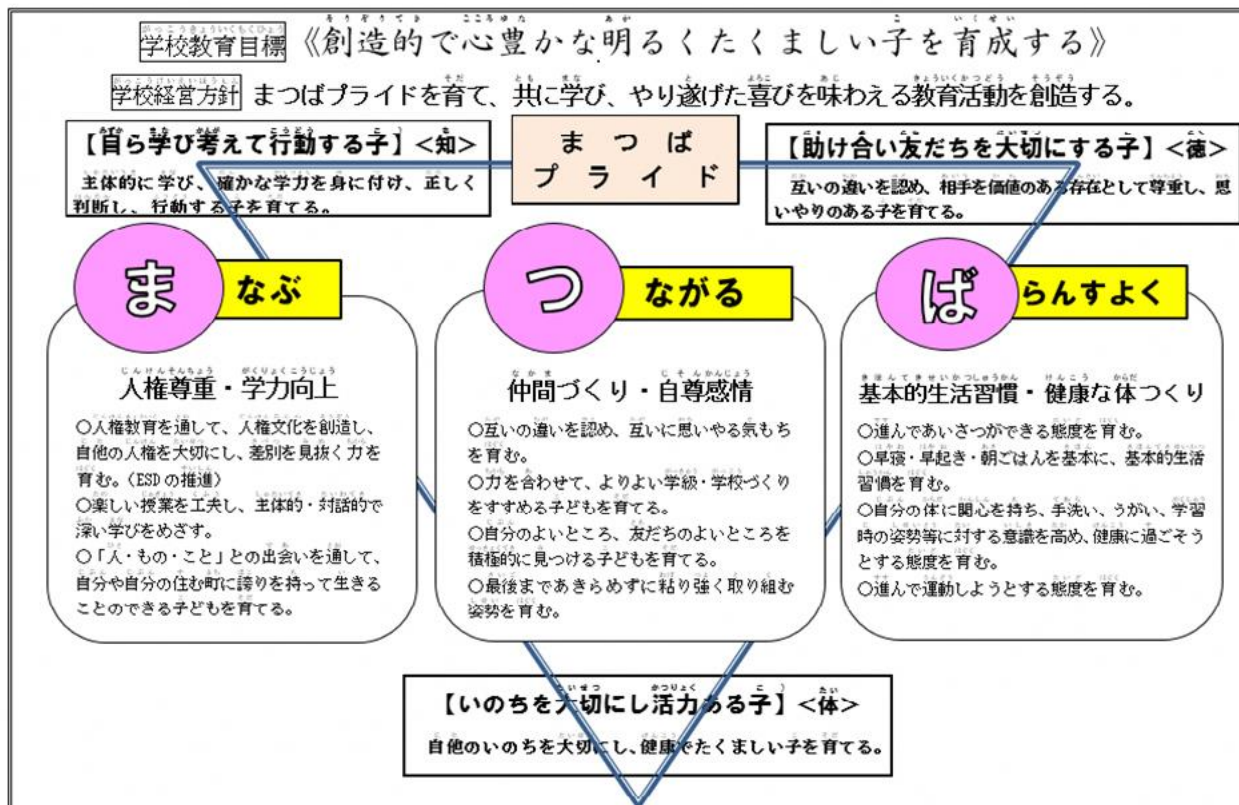 学校教育目標 《創造的で心豊かな明るくたくましい子を育成する》
学校経営方針 まつばプライドを育て、共に学び、やり遂げた喜びを味わえる教育活動を創造する。
【自ら学び考えて行動する子】<知>
主体的に学び、確かな学力を身に付け、正しく
判断し、行動する子を育てる。
まつば
プライド
【助け合い友だちを大切にする子】<徳>
互いの違いを認め、相手を価値のある存在として尊重し、思
いやりのある子を育てる。
まなぶ
人権尊重・学力向上
○人権教育を通して、人権文化を創造し、
自他の人権を大切にし、差別を見抜く力を
育む。(ESDの推進)
○楽しい授業を工夫し、主体的・対話的で
深い学びをめざす。
○「人・もの・こと」との出会いを通して、
自分や自分の住む町に誇りを持って生きる
ことのできる子どもを育てる。
つながる
仲間づくり・自尊感情
○互いの違いを認め、互いに思いやる気もち
を育む。
○力を合わせて、よりよい学級・学校づくり
をすすめる子どもを育てる。
○自分のよいところ、友だちのよいところを
積極的に見つける子どもを育てる。
○最後まであきらめずに粘り強く取り組む
姿勢を育む。
ばらんすよく
基本的生活習慣・健康な体つくり
○進んであいさつができる態度を育む。
○早寝・早起き・朝ごはんを基本に、基本的生活
習慣を育む。
○自分の体に関心を持ち、手洗い、うがい、学習
時の姿勢等に対する意識を高め、健康に過ごそう
とする態度を育む。
○進んで運動しようとする態度を育む。
【いのちを大切にし活力ある子】<体>
自他のいのちを大切にし、健康でたくましい子を育てる。